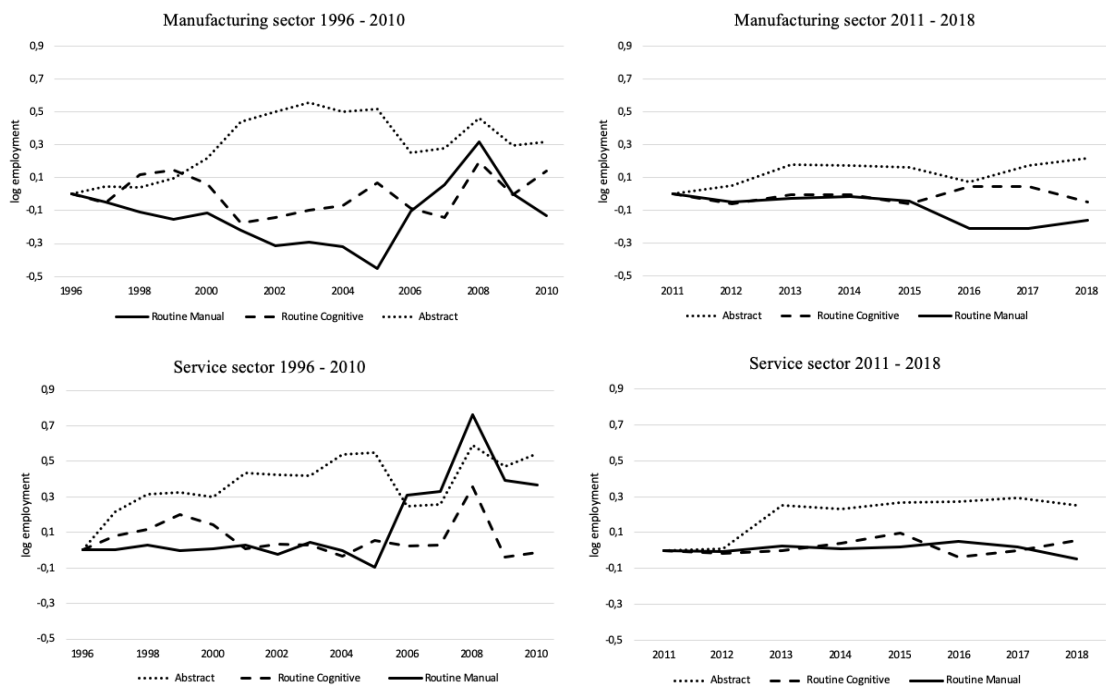 Manufacturing sector 1996 - 2010
log employment
0,9
0,7
0,5
0,3
0,1
-0,1
-0,3
-0,5
1996 1998 2000 2002 2004 2006 2008 2010
Routine Manual Routine Cognitive Abstract
Manufacturing sector 2011 - 2018
log employment
0,9
0,7
0,5
0,3
0,1
-0,1
-0,3
-0,5
2011 2012 2013 2014 2015 2016 2017 2018
Abstract Routine Cognitive Routine Manual
Service sector 1996 - 2010
log employment
0,9
0,7
0,5
0,3
0,1
-0,1
-0,3
-0,5
1996 1998 2000 2002 2004 2006 2008 2010
Abstract Routine Cognitive Routine Manual
Service sector 2011 - 2018
log employment
0,9
0,7
0,5
0,3
0,1
-0,1
-0,3
-0,5
2011 2012 2013 2014 2015 2016 2017 2018
Abstract Routine Cognitive Routine Manual